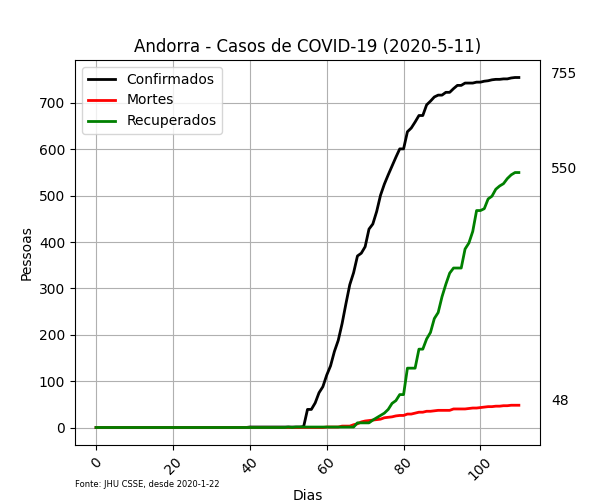 Andorra - Casos de COVID-19 (2020-5-11)
Confirmados
Mortes
Recuperados
755
550
48
Pessoas
700
600
500
400
300
200
100
0
0 20 40 60 80 100
Fonte: JHU CSSE, desde 2020-1-22
Dias